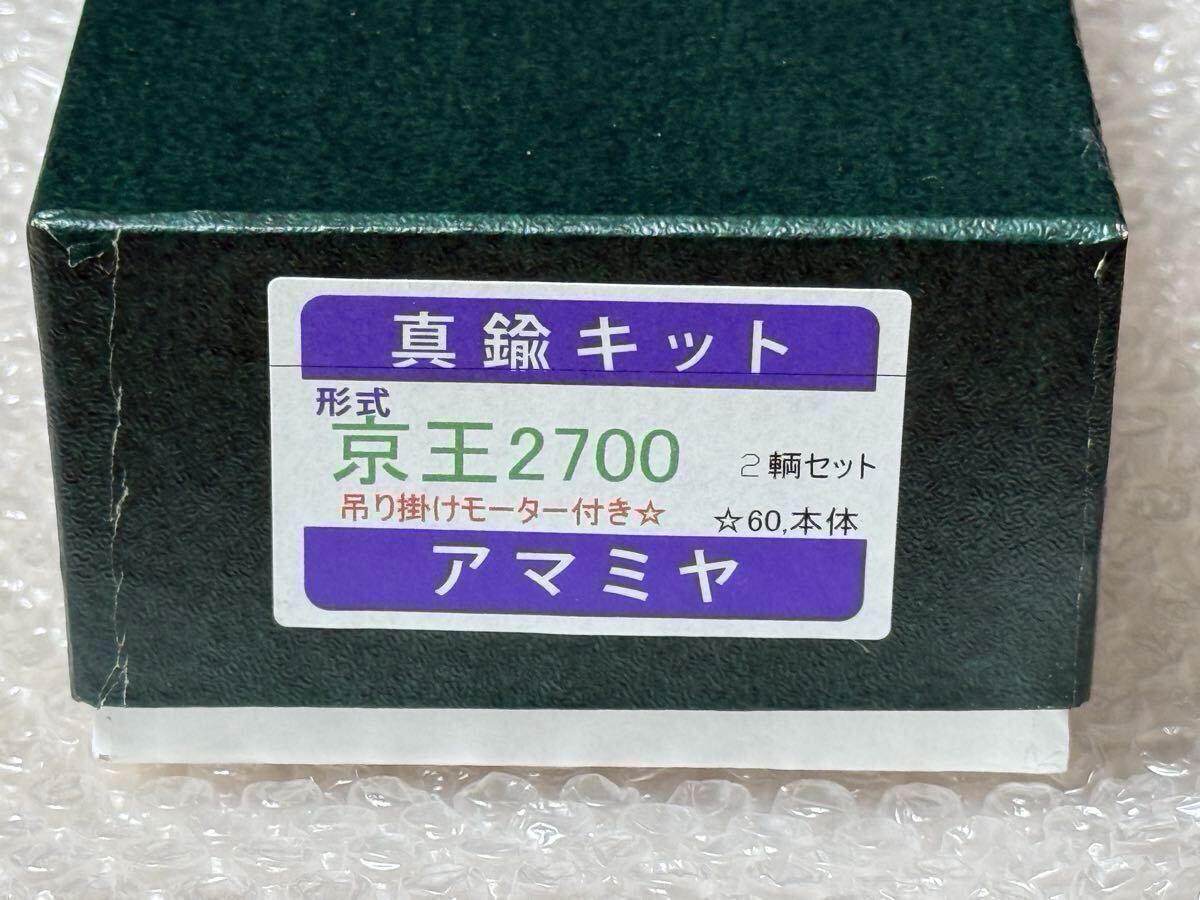 真鍮キット
形式
京王2700
2輌セット
吊り掛けモーター付き☆
☆60,本体
アマミヤ